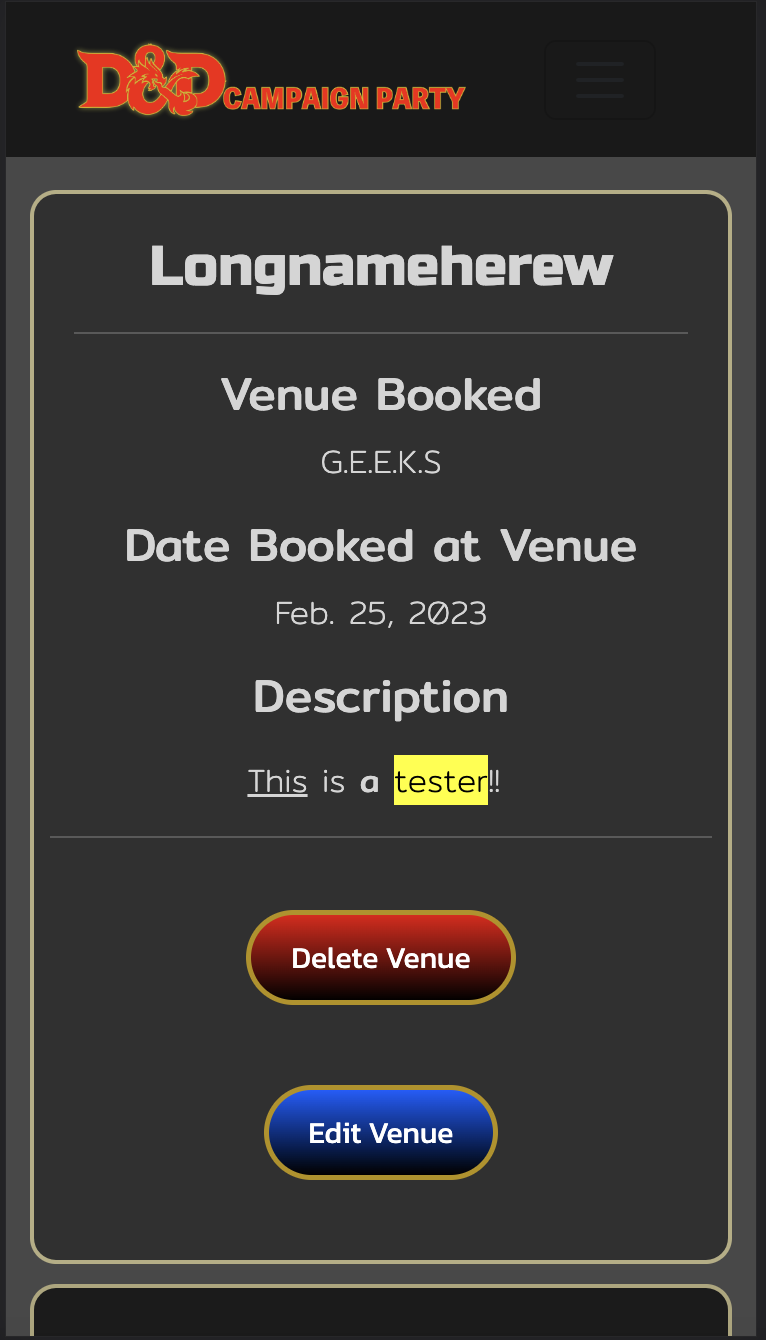 D&D CAMPAIGN PARTY
Longnameherew
Venue Booked
G.E.E.K.S
Date Booked at Venue
Feb. 25, 2023
Description
This is a tester!!
Delete Venue
Edit Venue